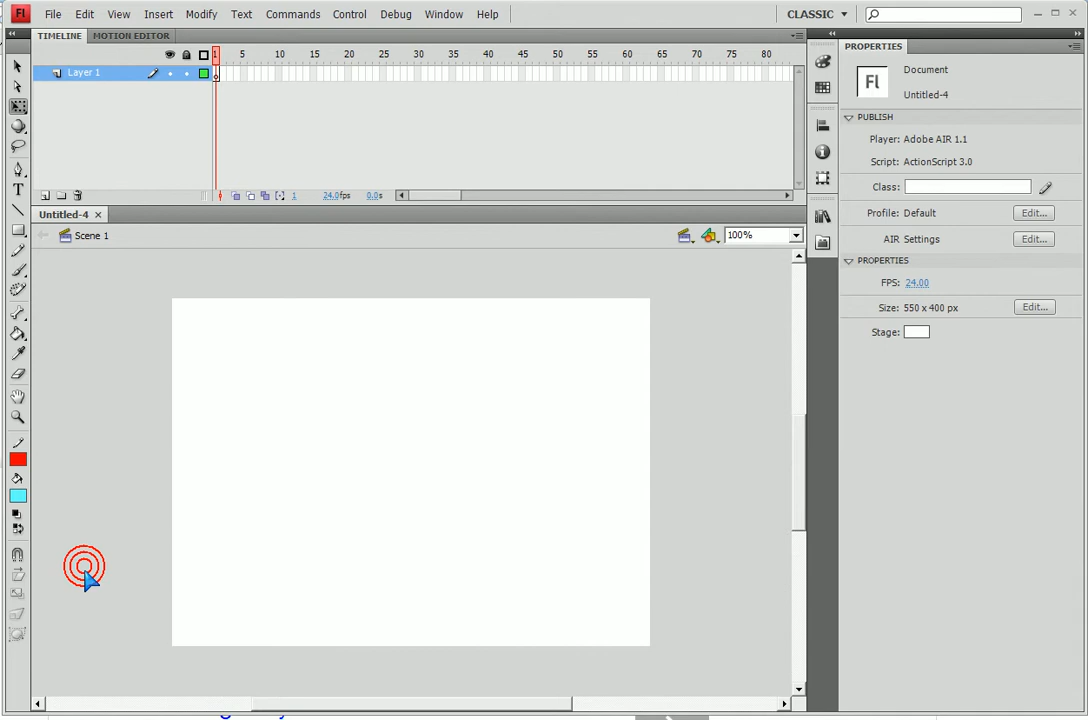 Fl File Edit View Insert Modify Text Commands Control Debug Window Help CLASSIC
TIMELINE MOTION EDITOR
1 5 10 15 20 25 30 35 40 45 50 55 60 65 70 75 80
Layer 1
1 24.0fps 0.0s
Untitled-4
Scene 1 100%
PROPERTIES
Fl Document
Untitled-4
PUBLISH
Player: Adobe AIR 1.1
Script: ActionScript 3.0
Class:
Profile: Default Edit...
AIR Settings Edit...
PROPERTIES
FPS: 24.00
Size: 550 x 400 px Edit...
Stage: